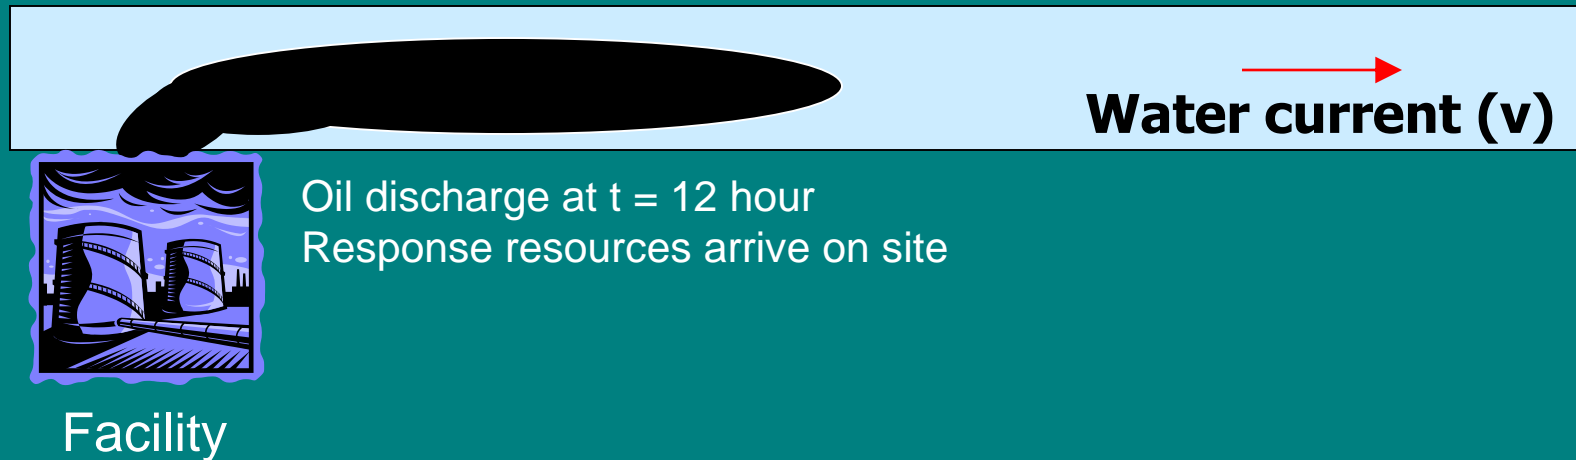 Water current (v)
Oil discharge at t = 12 hour
Response resources arrive on site
Facility